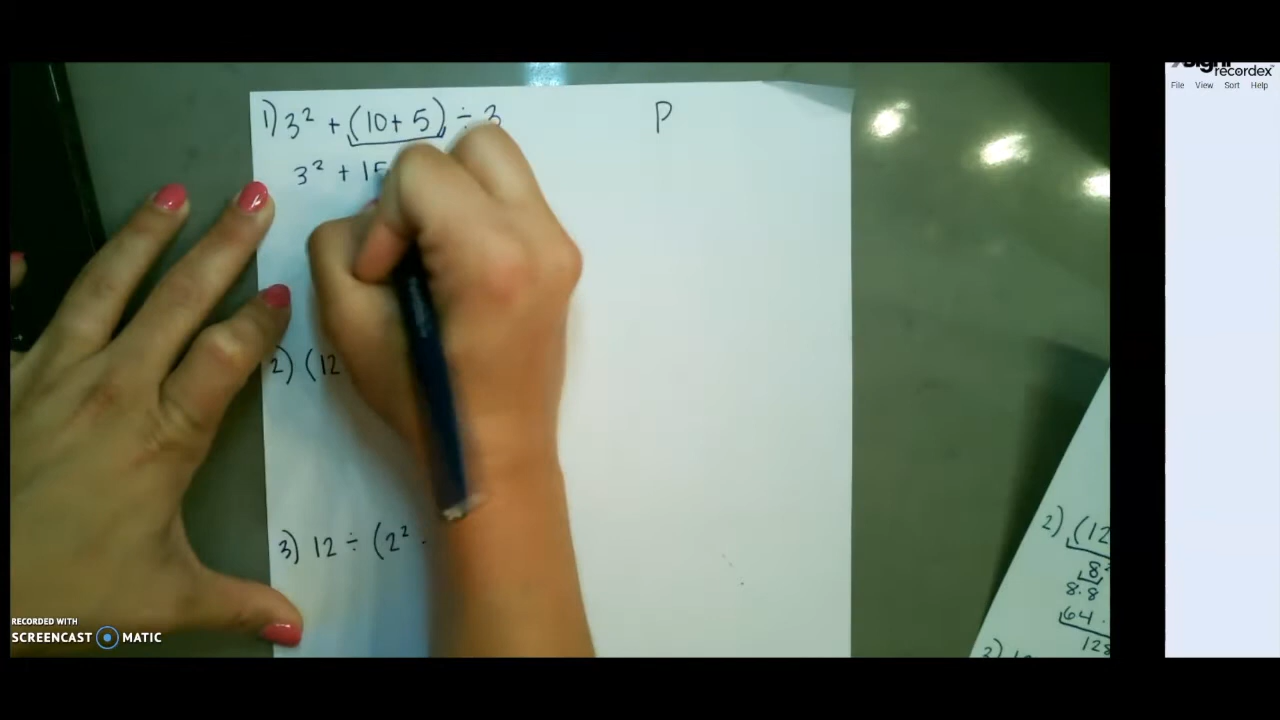 1) 3² + (10 + 5) ÷ 3
P
3² + 15
2) (12
3) 12 ÷ (2² ·
2) (12
8²
8·8
64 ·
128
RECORDED WITH
SCREENCAST MATIC
recordex
File View Sort Help